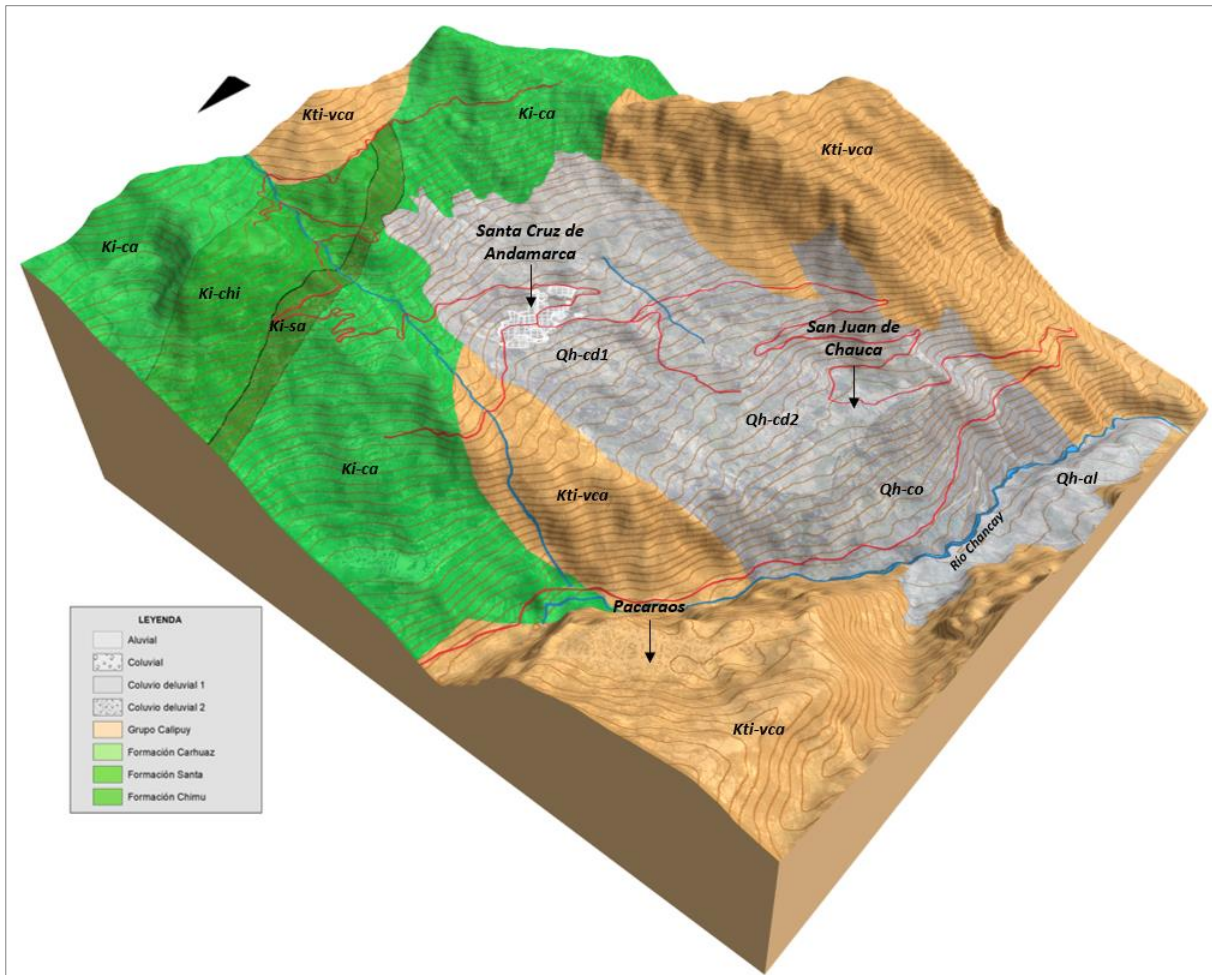 Kti-vca
Ki-ca
Kti-vca
Ki-ca
Santa Cruz de
Andamarca
Ki-chi
Ki-sa
San Juan de
Chauca
Qh-cd1
Qh-cd2
Ki-ca
Qh-co
Qh-al
Kti-vca
Río Chancay
Pacaraos
Kti-vca
LEYENDA
Aluvial
Coluvial
Coluvio deluvial 1
Coluvio deluvial 2
Grupo Calipuy
Formación Carhuaz
Formación Santa
Formación Chimu